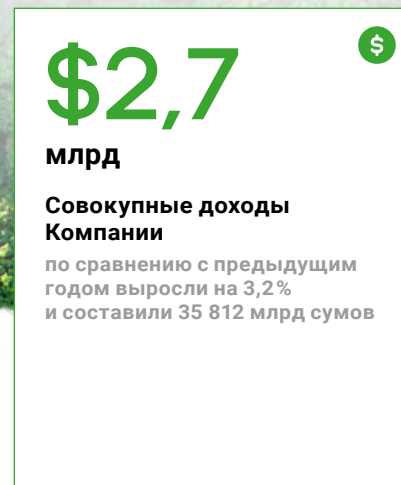 $
$2,7
млрд
Совокупные доходы
Компании
по сравнению с предыдущим
годом выросли на 3,2 %
и составили 35 812 млрд сумов